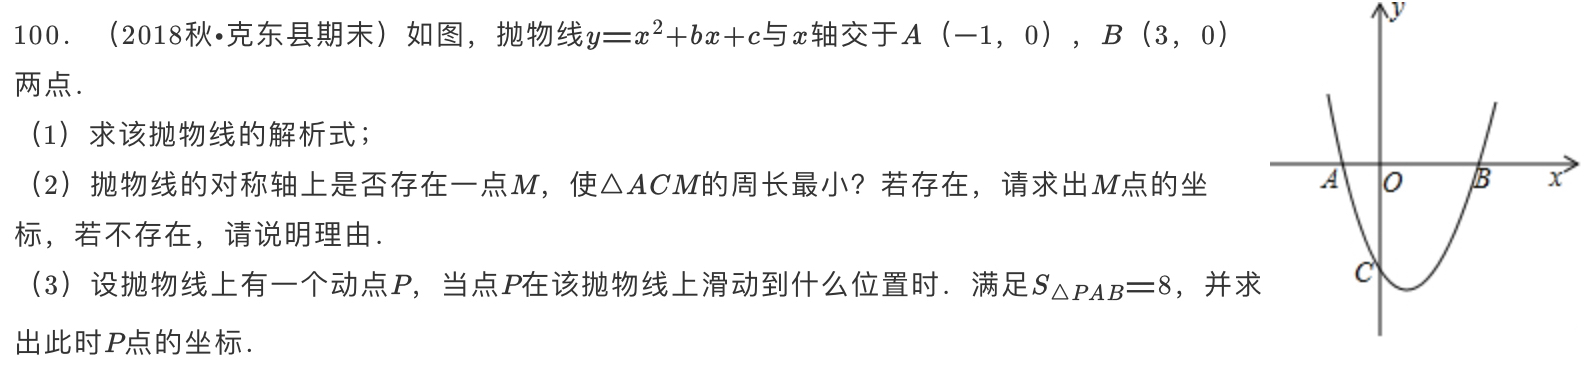 100. （2018秋•克东县期末）如图，抛物线y=x²+bx+c与x轴交于A（−1，0），B（3，0）
两点.
（1）求该抛物线的解析式；
（2）抛物线的对称轴上是否存在一点M，使△ACM的周长最小？若存在，请求出M点的坐
标，若不存在，请说明理由.
（3）设抛物线上有一个动点P，当点P在该抛物线上滑动到什么位置时．满足S△PAB=8，并求
出此时P点的坐标.
y
A
O
B
x
C